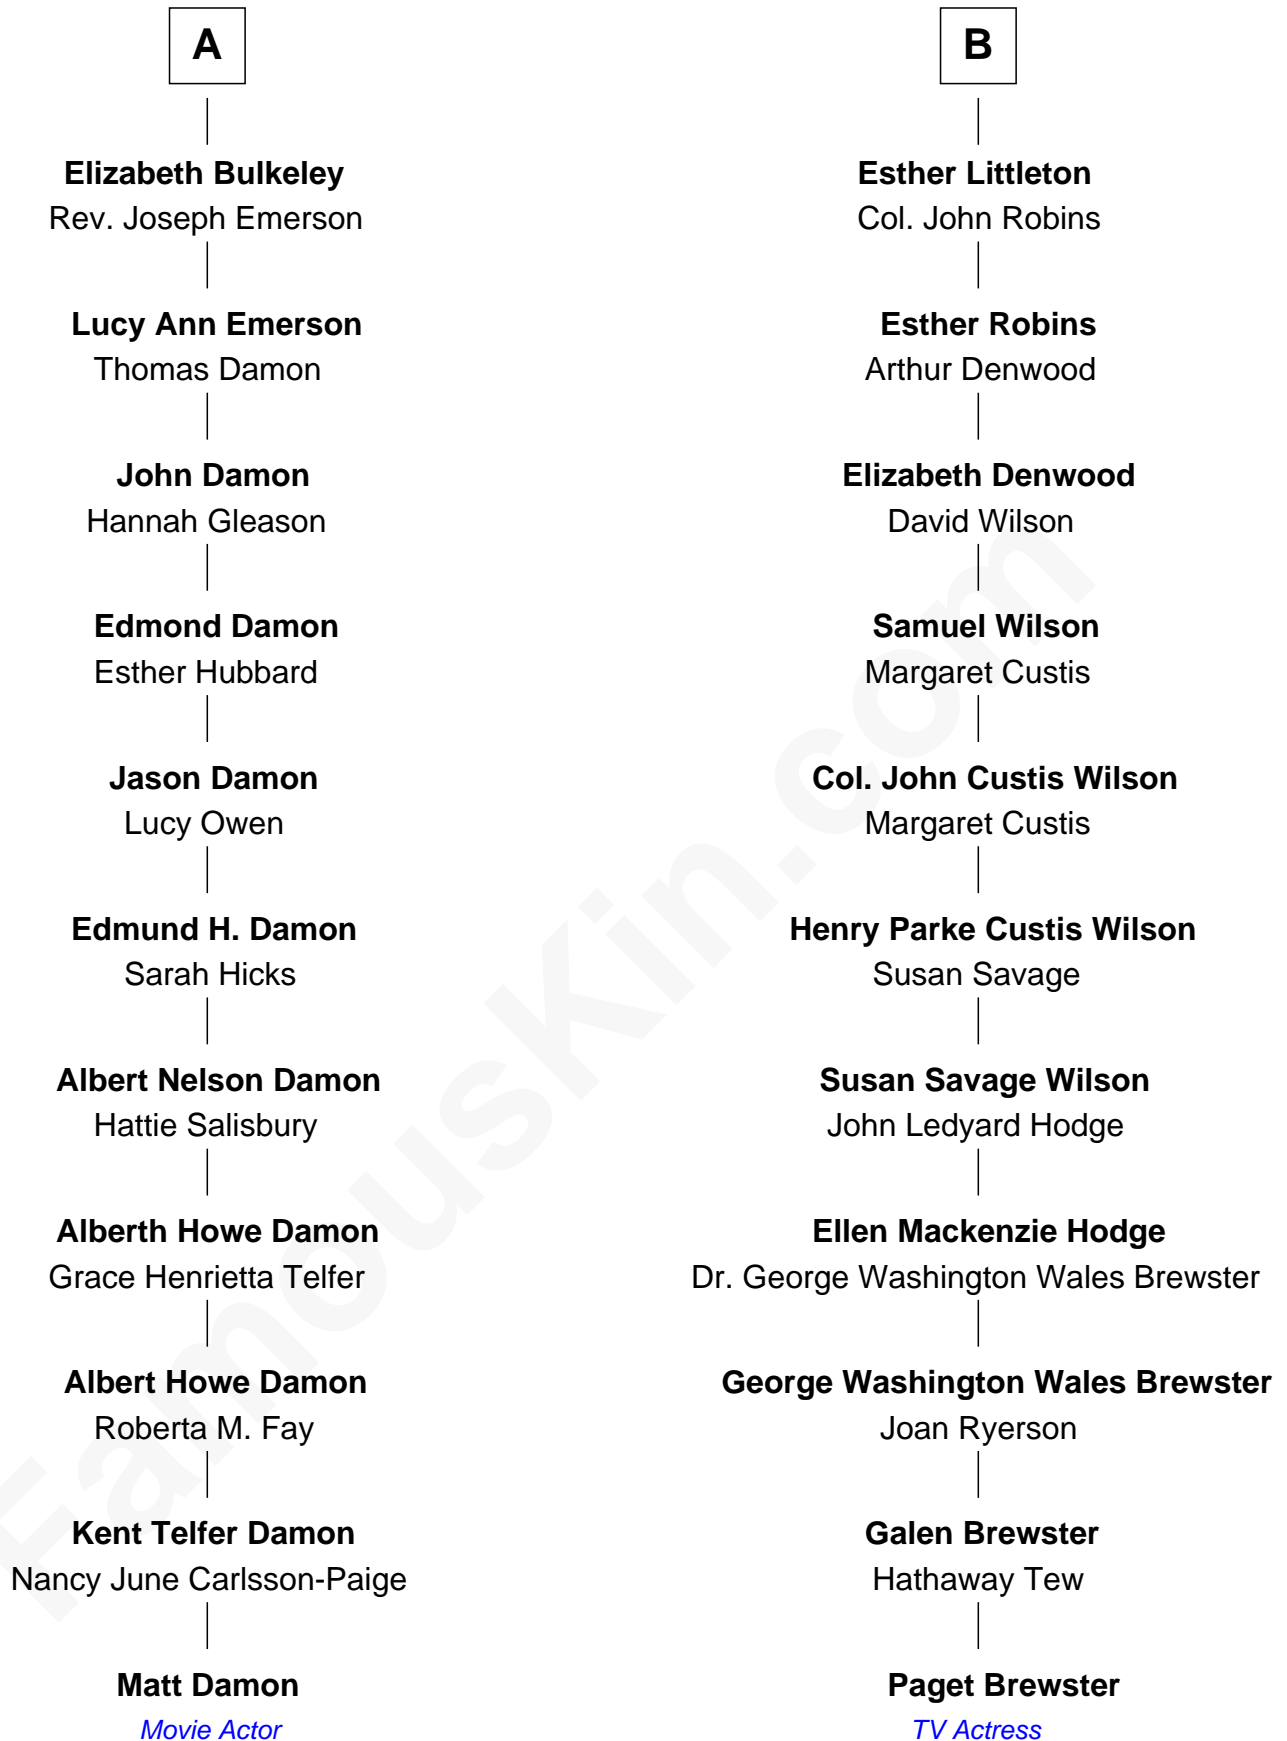 A
Elizabeth Bulkeley
Rev. Joseph Emerson
Lucy Ann Emerson
Thomas Damon
John Damon
Hannah Gleason
Edmond Damon
Esther Hubbard
Jason Damon
Lucy Owen
Edmund H. Damon
Sarah Hicks
Albert Nelson Damon
Hattie Salisbury
Alberth Howe Damon
Grace Henrietta Telfer
Albert Howe Damon
Roberta M. Fay
Kent Telfer Damon
Nancy June Carlsson-Paige
Matt Damon
Movie Actor
B
Esther Littleton
Col. John Robins
Esther Robins
Arthur Denwood
Elizabeth Denwood
David Wilson
Samuel Wilson
Margaret Custis
Col. John Custis Wilson
Margaret Custis
Henry Parke Custis Wilson
Susan Savage
Susan Savage Wilson
John Ledyard Hodge
Ellen Mackenzie Hodge
Dr. George Washington Wales Brewster
George Washington Wales Brewster
Joan Ryerson
Galen Brewster
Hathaway Tew
Paget Brewster
TV Actress
FamousKin.com